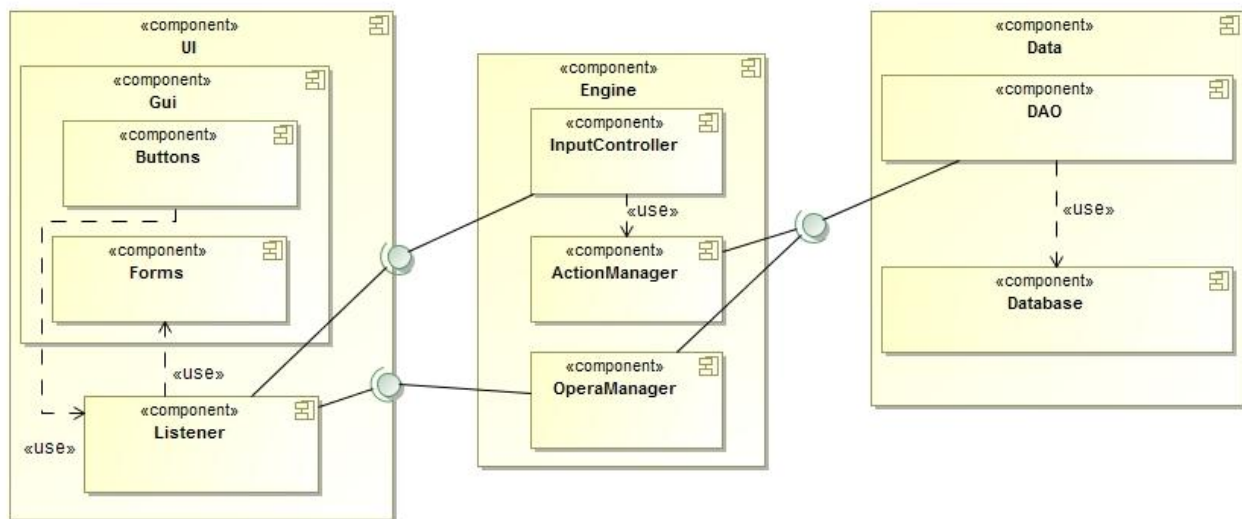 «component»
UI
«component»
Gui
«component»
Buttons
«component»
Forms
«use»
«component»
Listener
«use»
«component»
Engine
«component»
InputController
«use»
«component»
ActionManager
«component»
OperaManager
«component»
Data
«component»
DAO
«use»
«component»
Database